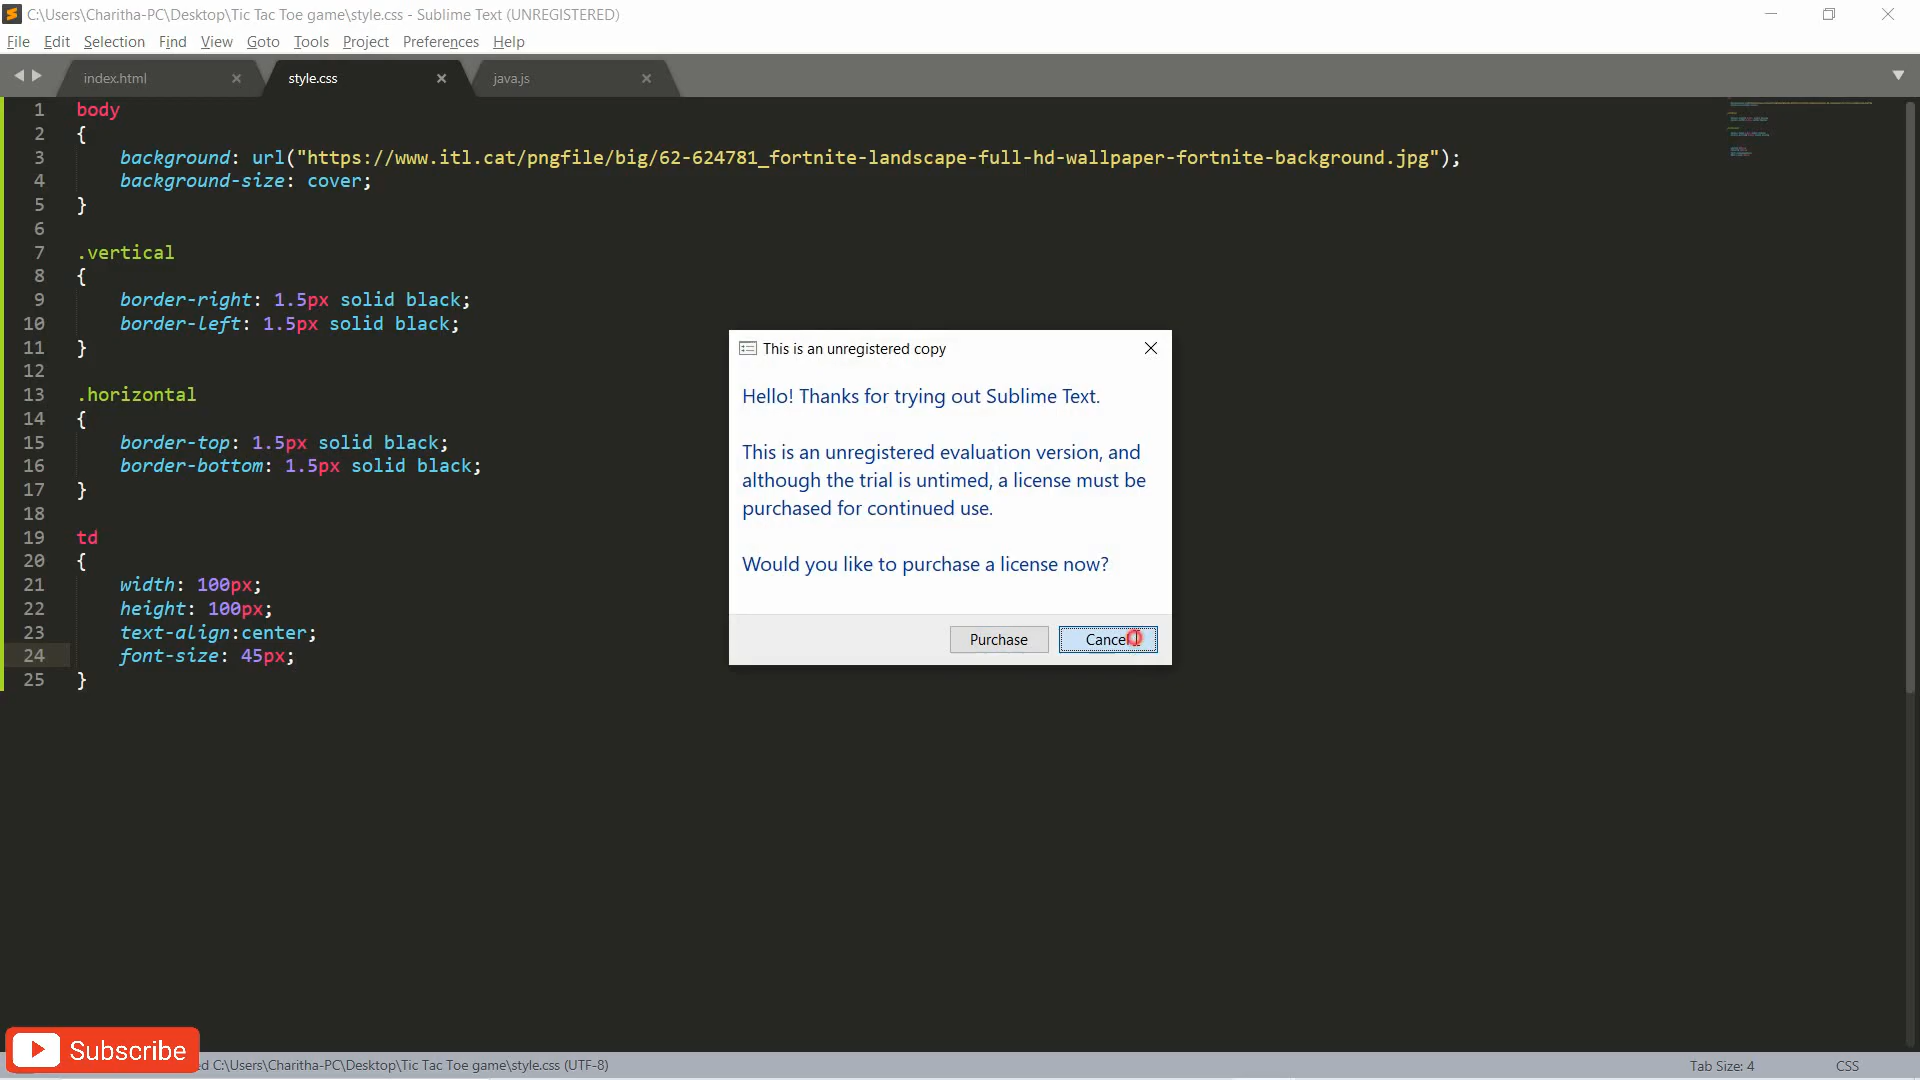 C:\Users\Charitha-PC\Desktop\Tic Tac Toe game\style.css - Sublime Text (UNREGISTERED)
File Edit Selection Find View Goto Tools Project Preferences Help
index.html style.css java.js
1 body
2 {
3 background: url("https://www.itl.cat/pngfile/big/62-624781_fortnite-landscape-full-hd-wallpaper-fortnite-background.jpg");
4 background-size: cover;
5 }
6
7 .vertical
8 {
9 border-right: 1.5px solid black;
10 border-left: 1.5px solid black;
11 }
12
13 .horizontal
14 {
15 border-top: 1.5px solid black;
16 border-bottom: 1.5px solid black;
17 }
18
19 td
20 {
21 width: 100px;
22 height: 100px;
23 text-align:center;
24 font-size: 45px;
25 }
This is an unregistered copy
Hello! Thanks for trying out Sublime Text.
This is an unregistered evaluation version, and
although the trial is untimed, a license must be
purchased for continued use.
Would you like to purchase a license now?
Purchase Cancel
Subscribe
C:\Users\Charitha-PC\Desktop\Tic Tac Toe game\style.css (UTF-8)
Tab Size: 4 CSS